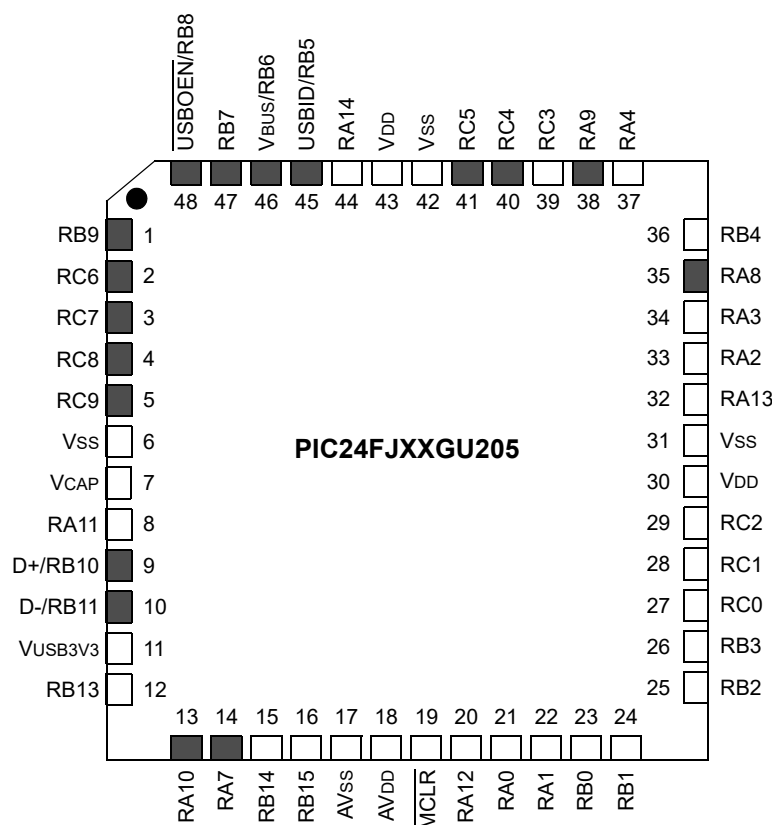 USBOEN/RB8
RB7
VBUS/RB6
USBID/RB5
RA14
VDD
VSS
RC5
RC4
RC3
RA9
RA4
48 47 46 45 44 43 42 41 40 39 38 37
RB9 1
RC6 2
RC7 3
RC8 4
RC9 5
VSS 6
VCAP 7
RA11 8
D+/RB10 9
D-/RB11 10
VUSB3V3 11
RB13 12
PIC24FJXXGU205
36 RB4
35 RA8
34 RA3
33 RA2
32 RA13
31 VSS
30 VDD
29 RC2
28 RC1
27 RC0
26 RB3
25 RB2
13 14 15 16 17 18 19 20 21 22 23 24
RA10
RA7
RB14
RB15
AVSS
AVDD
MCLR
RA12
RA0
RA1
RB0
RB1